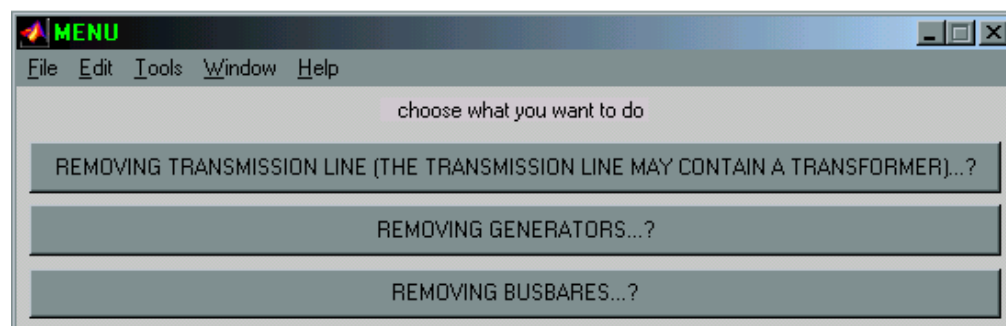 MENU
File Edit Tools Window Help
choose what you want to do
REMOVING TRANSMISSION LINE (THE TRANSMISSION LINE MAY CONTAIN A TRANSFORMER)...?
REMOVING GENERATORS...?
REMOVING BUSBARES...?